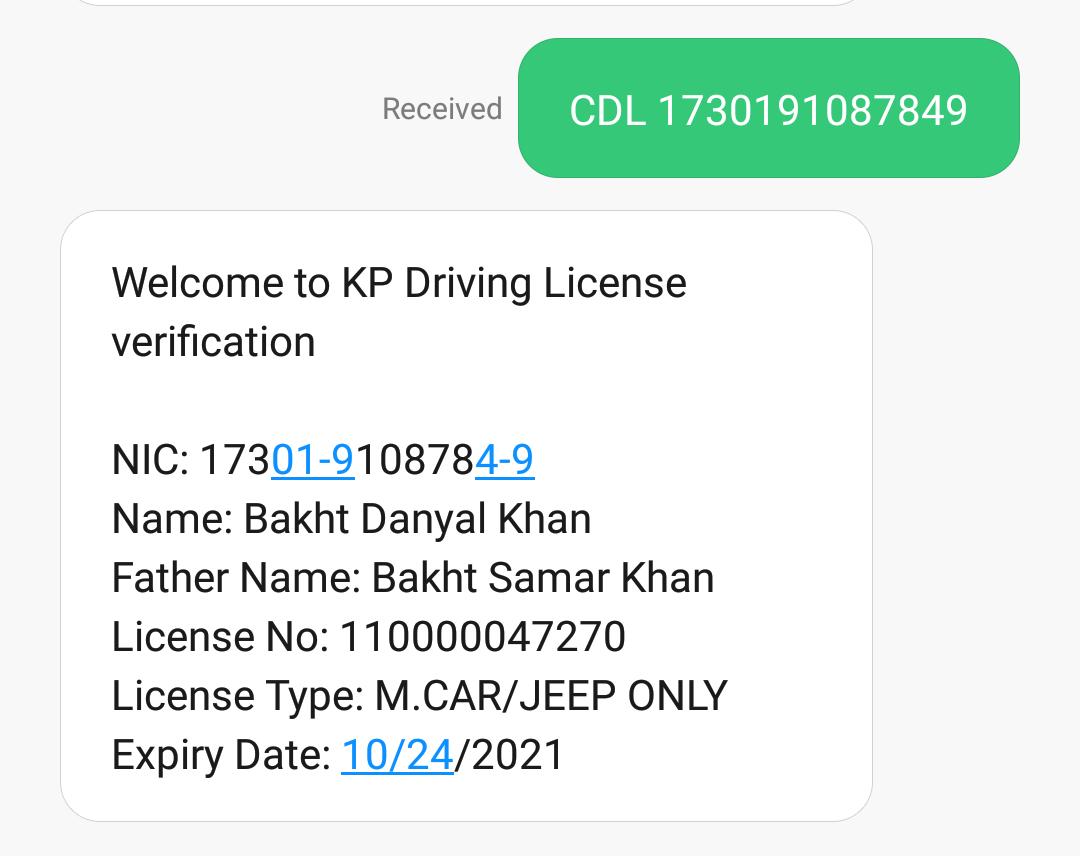 Received
CDL 1730191087849
Welcome to KP Driving License
verification
NIC: 17301-9108784-9
Name: Bakht Danyal Khan
Father Name: Bakht Samar Khan
License No: 110000047270
License Type: M.CAR/JEEP ONLY
Expiry Date: 10/24/2021